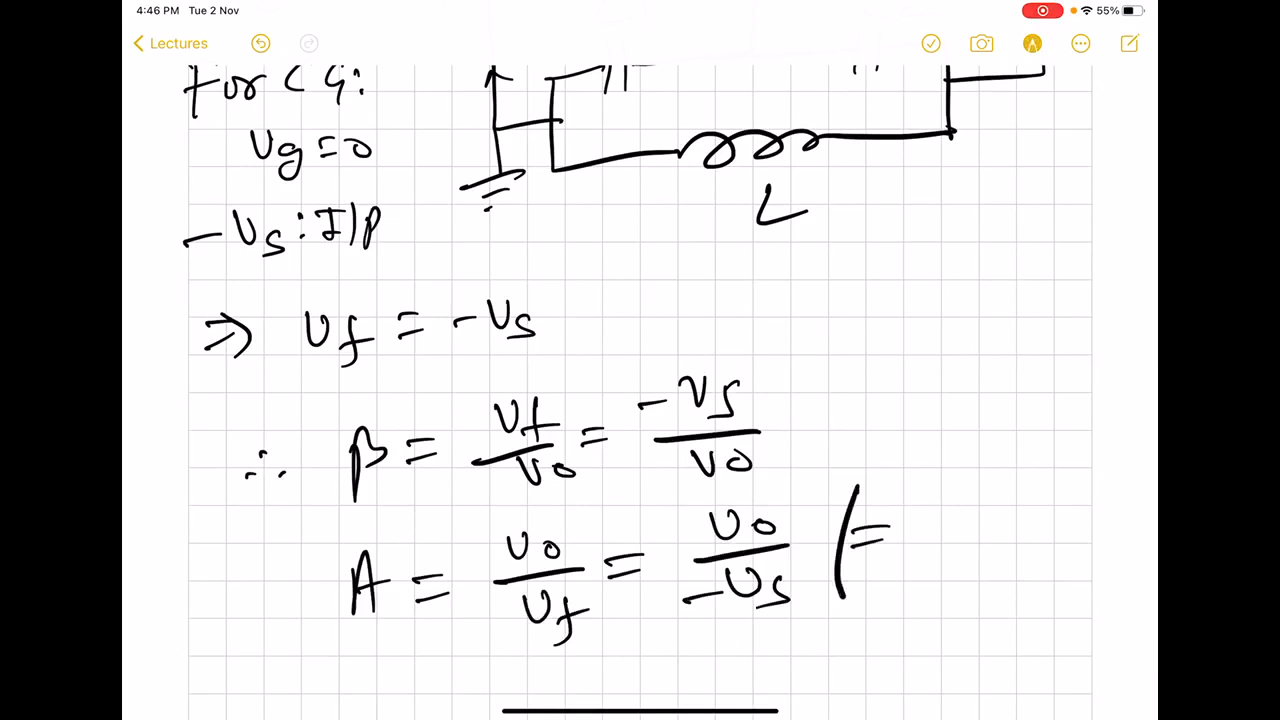 4:46 PM Tue 2 Nov 55%
Lectures
For CG:
Vg = 0
- Vs : I/P
L
⇒ Vf = - Vs
∴ β = Vf / Vo = - Vs / Vo
A = Vo / Vf = Vo / - Vs ( =